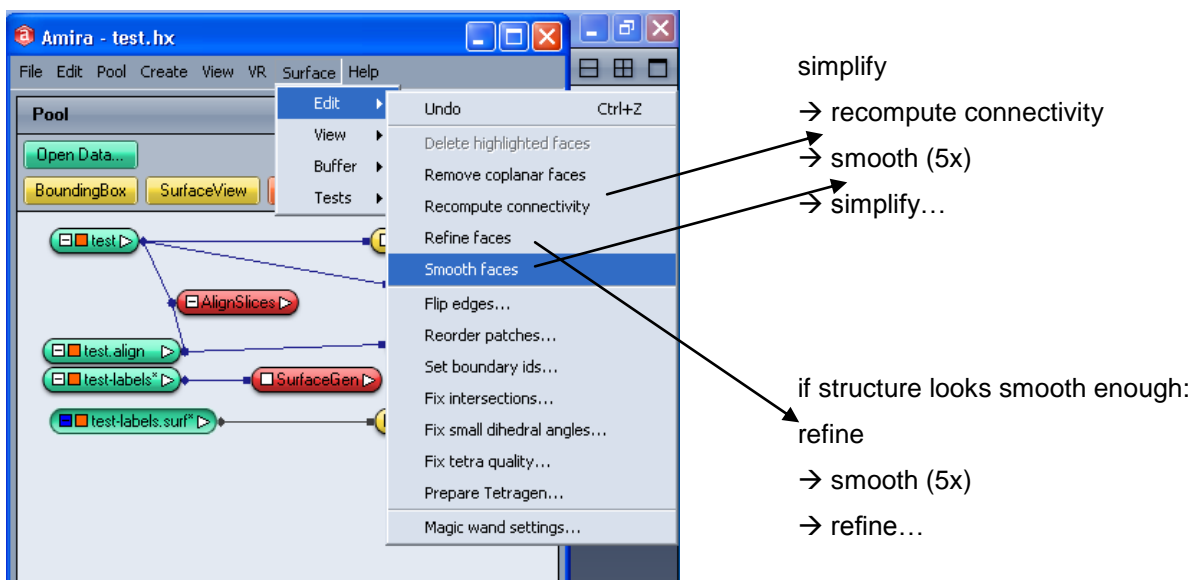 Amira - test.hx
File Edit Pool Create View VR Surface Help
Pool
Open Data...
BoundingBox SurfaceView
Edit
View
Buffer
Tests
Undo Ctrl+Z
Delete highlighted faces
Remove coplanar faces
Recompute connectivity
Refine faces
Smooth faces
Flip edges...
Reorder patches...
Set boundary ids...
Fix intersections...
Fix small dihedral angles...
Fix tetra quality...
Prepare Tetragen...
Magic wand settings...
test
AlignSlices
test.align
test-labels*
SurfaceGen
test-labels.surf*
simplify
→ recompute connectivity
→ smooth (5x)
→ simplify…
if structure looks smooth enough:
refine
→ smooth (5x)
→ refine…